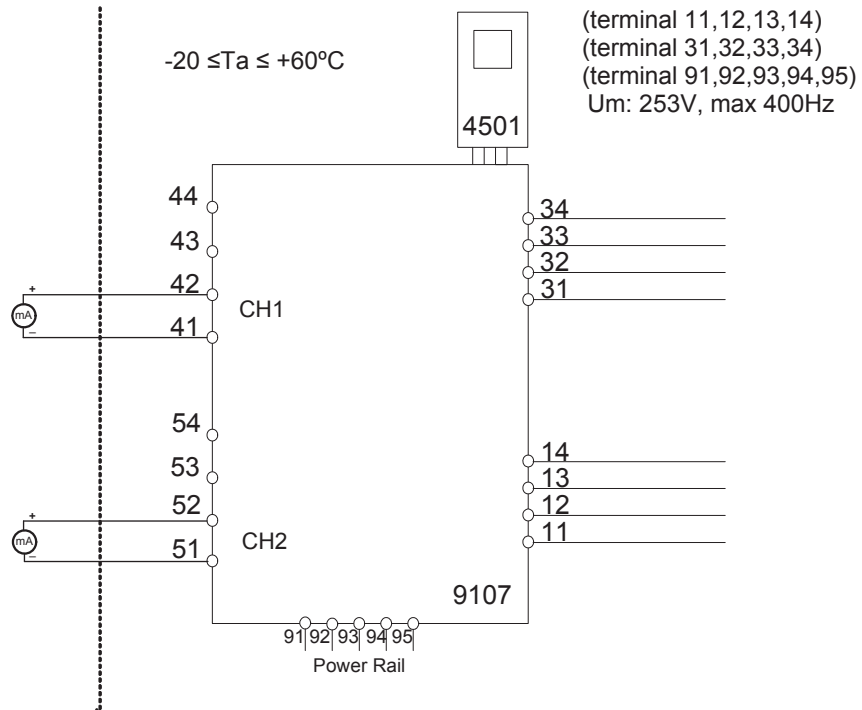 (terminal 11,12,13,14)
-20 ≤Ta ≤ +60ºC
(terminal 31,32,33,34)
(terminal 91,92,93,94,95)
Um: 253V, max 400Hz
4501
44
34
43
33
32
42
31
+
mA
CH1
41
–
54
14
53
13
52
12
+
mA
CH2
11
51
–
9107
91 92 93 94 95
Power Rail